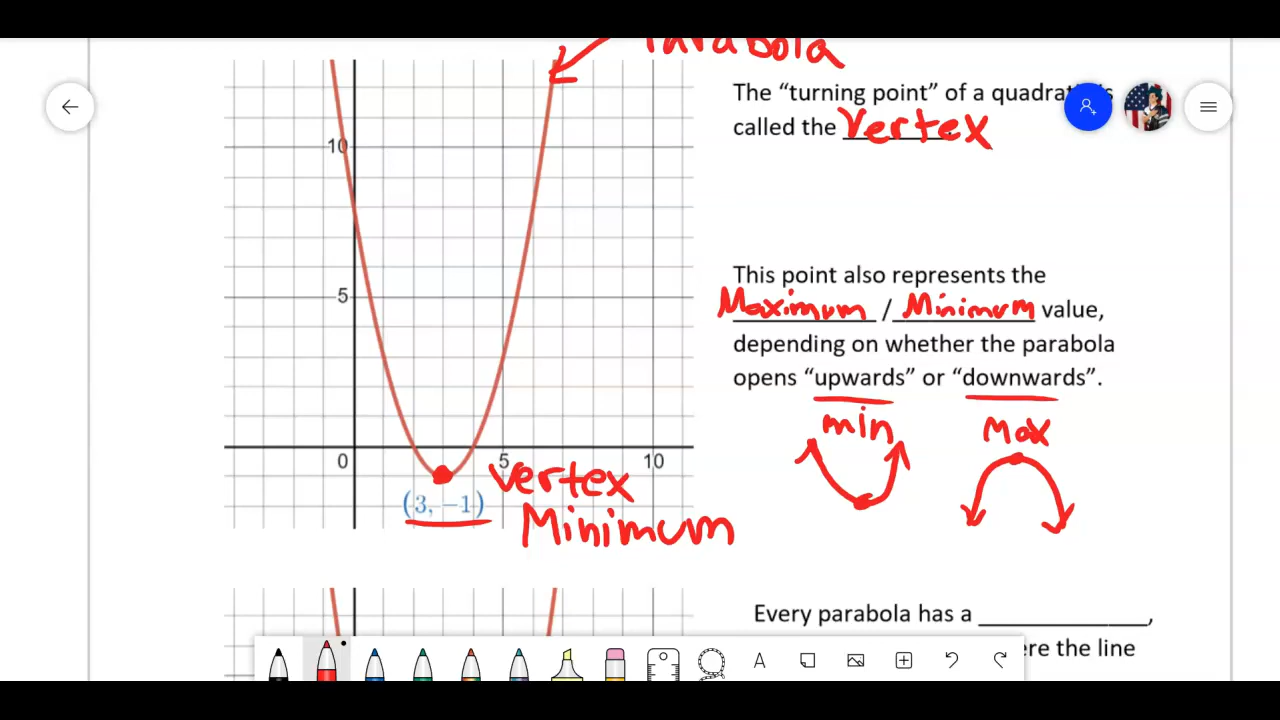 Parabola
The "turning point" of a quadratic is
called the vertex
10
This point also represents the
Maximum / Minimum value,
5
depending on whether the parabola
opens "upwards" or "downwards".
min Max
0 5 10
vertex
(3, −1)
Minimum
Every parabola has a ____________,
ere the line
A